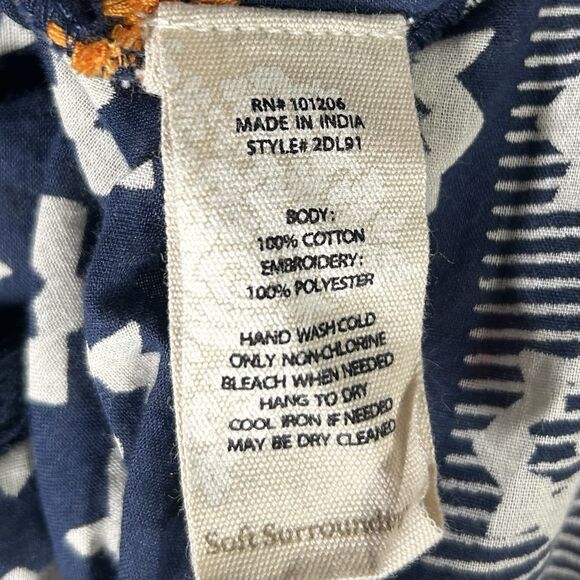 RN# 101206
MADE IN INDIA
STYLE# 2DL91
BODY:
100% COTTON
EMBROIDERY:
100% POLYESTER
HAND WASH COLD
ONLY NON-CHLORINE
BLEACH WHEN NEEDED
HANG TO DRY
COOL IRON IF NEEDED
MAY BE DRY CLEANED
Soft